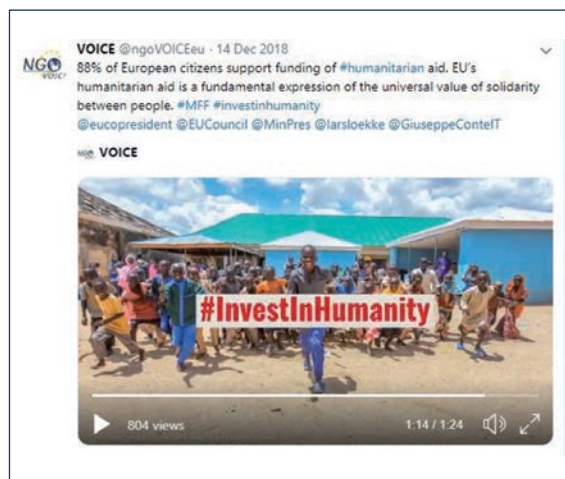 VOICE @ngoVOICEeu · 14 Dec 2018
NGO
VOICE
88% of European citizens support funding of #humanitarian aid. EU's
humanitarian aid is a fundamental expression of the universal value of solidarity
between people. #MFF #investinhumanity
@eucopresident @EUCouncil @MinPres @larsloekke @GiuseppeConteIT
VOICE
#InvestInHumanity
804 views
1:14 / 1:24